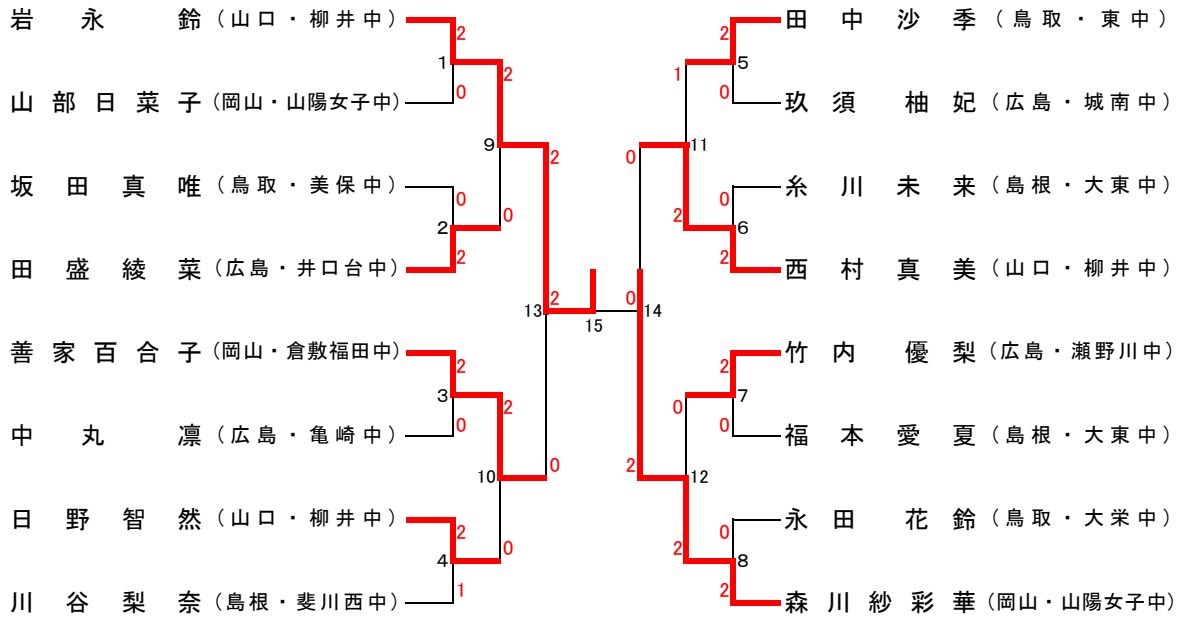 岩永鈴(山口・柳井中)
山部日菜子(岡山・山陽女子中)
坂田真唯(鳥取・美保中)
田盛綾菜(広島・井口台中)
善家百合子(岡山・倉敷福田中)
中丸凛(広島・亀崎中)
日野智然(山口・柳井中)
川谷梨奈(島根・斐川西中)
2
1
0
2
9
0
2
0
2
2
2
3
0
2
10
0
2
4
1
2
13
0
2
15
0
14
0
2
1
11
2
0
12
2
2
5
0
0
6
2
2
7
0
0
8
2
田中沙季(鳥取・東中)
玖須柚妃(広島・城南中)
糸川未来(島根・大東中)
西村真美(山口・柳井中)
竹内優梨(広島・瀬野川中)
福本愛夏(島根・大東中)
永田花鈴(鳥取・大栄中)
森川紗彩華(岡山・山陽女子中)